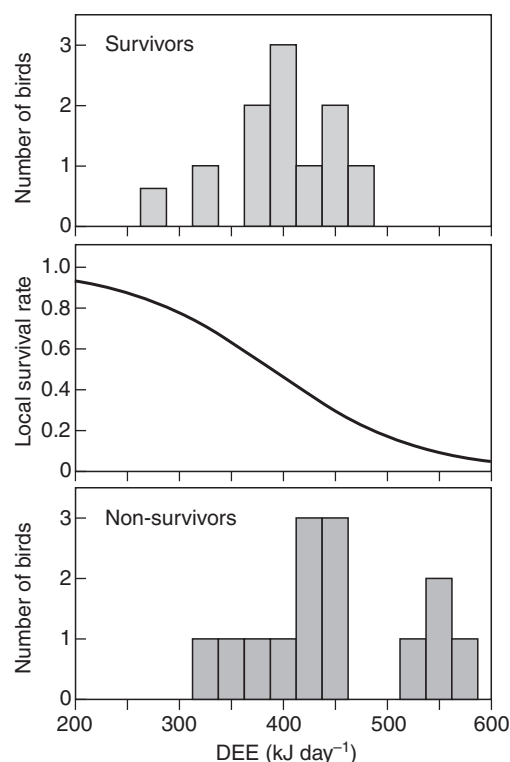 Survivors
Number of birds
3
2
1
0
Local survival rate
1.0
0.8
0.6
0.4
0.2
0
Non-survivors
Number of birds
3
2
1
0
200 300 400 500 600
DEE (kJ day⁻¹)